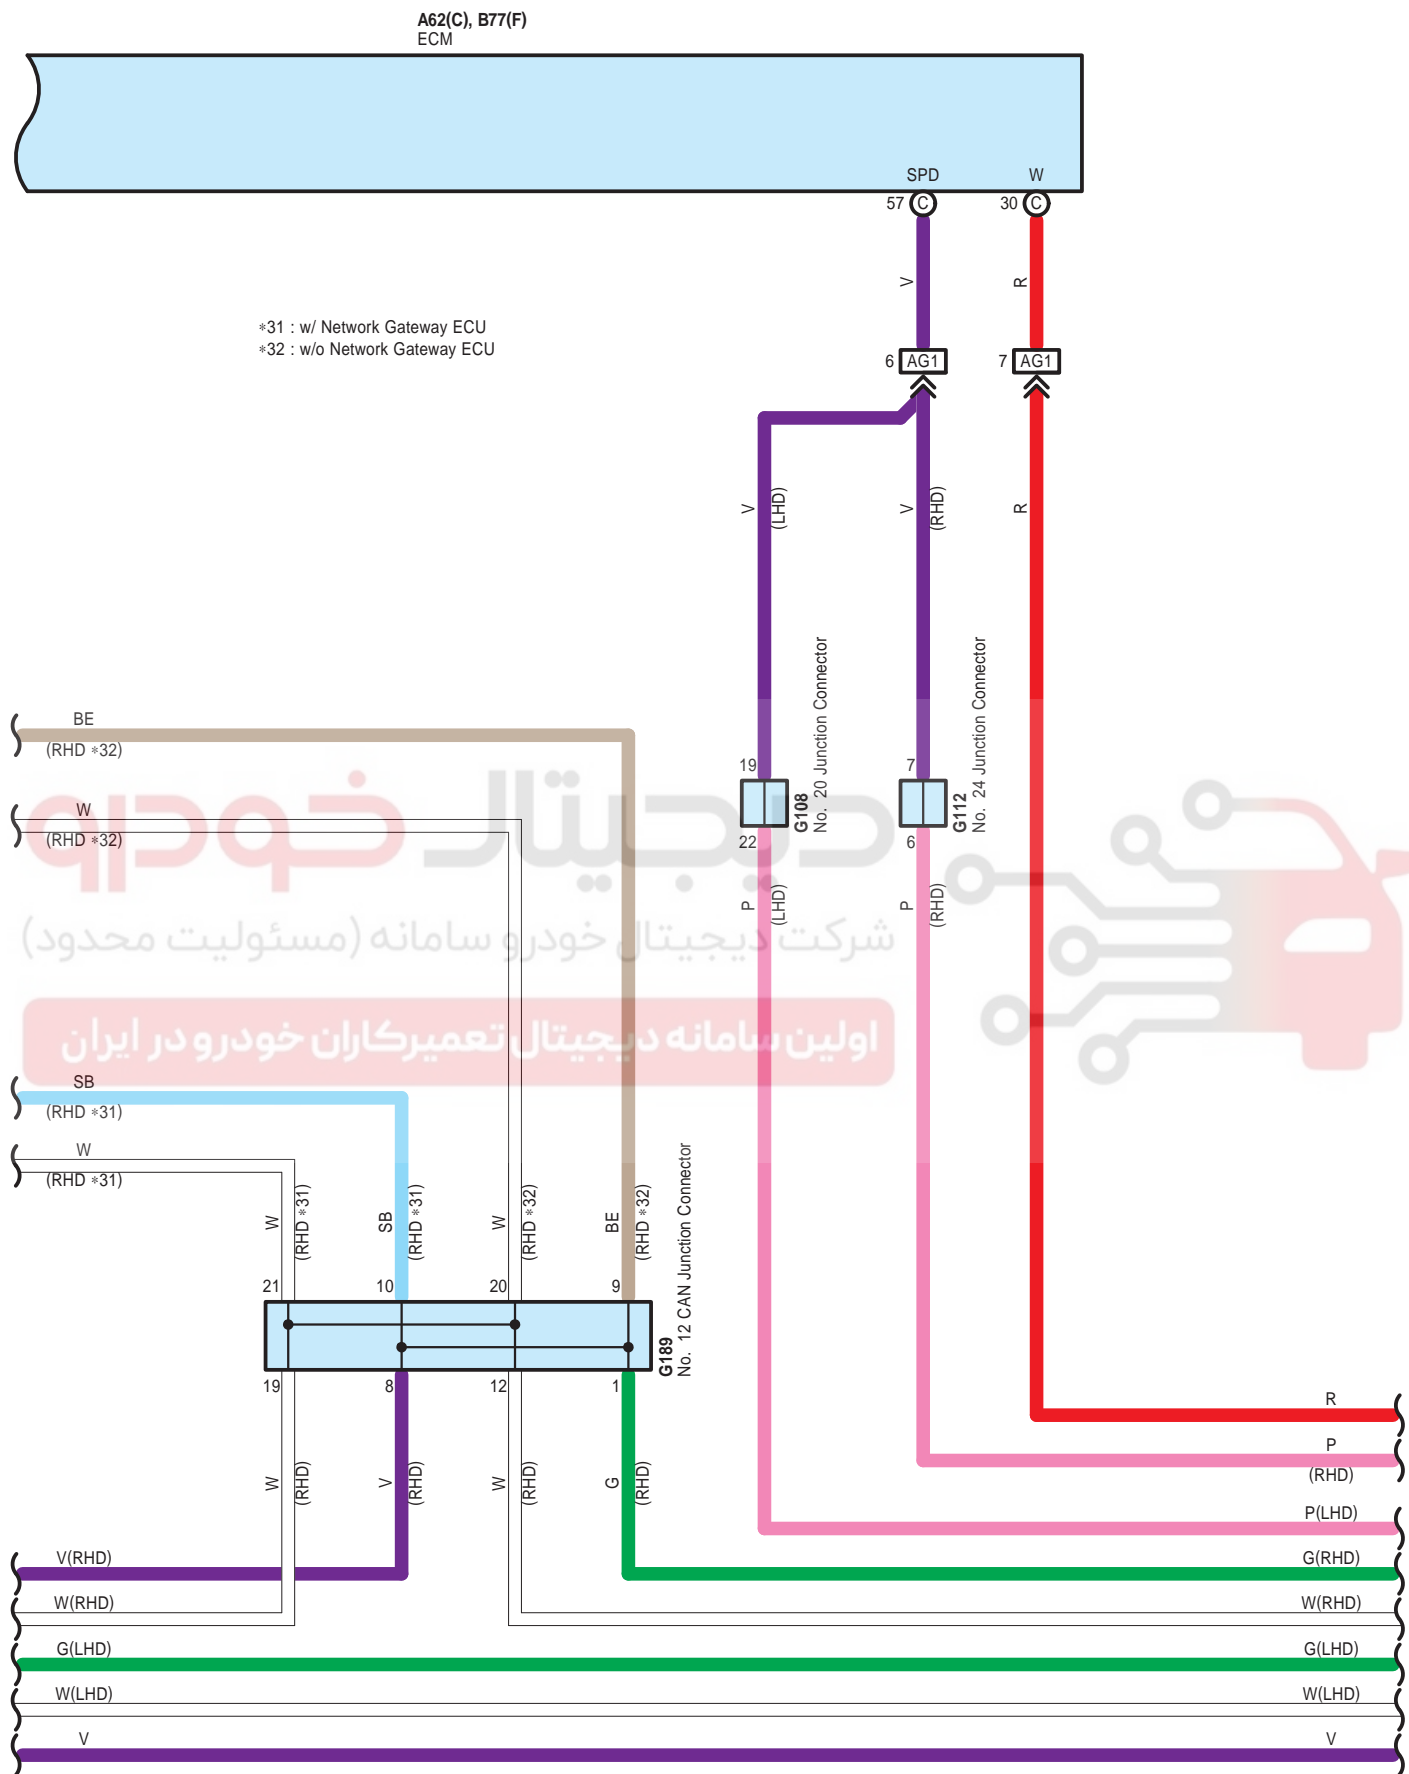 A62(C), B77(F)
ECM
SPD
W
57
C
30
C
V
R
*31 : w/ Network Gateway ECU
*32 : w/o Network Gateway ECU
6
AG1
7
AG1
V
(LHD)
V
(RHD)
R
BE
(RHD *32)
W
(RHD *32)
19
7
G108
No. 20 Junction Connector
G112
No. 24 Junction Connector
22
6
دیجیتال خودرو
P
(LHD)
P
(RHD)
شرکت دیجیتال خودرو سامانه (مسئولیت محدود)
اولین سامانه دیجیتال تعمیرکاران خودرو در ایران
SB
(RHD *31)
W
(RHD *31)
W
(RHD *31)
SB
(RHD *31)
W
(RHD *32)
BE
(RHD *32)
21
10
20
9
G189
No. 12 CAN Junction Connector
19
8
12
1
W
(RHD)
V
(RHD)
W
(RHD)
G
(RHD)
R
P
(RHD)
P(LHD)
V(RHD)
G(RHD)
W(RHD)
W(RHD)
G(LHD)
G(LHD)
W(LHD)
W(LHD)
V
V